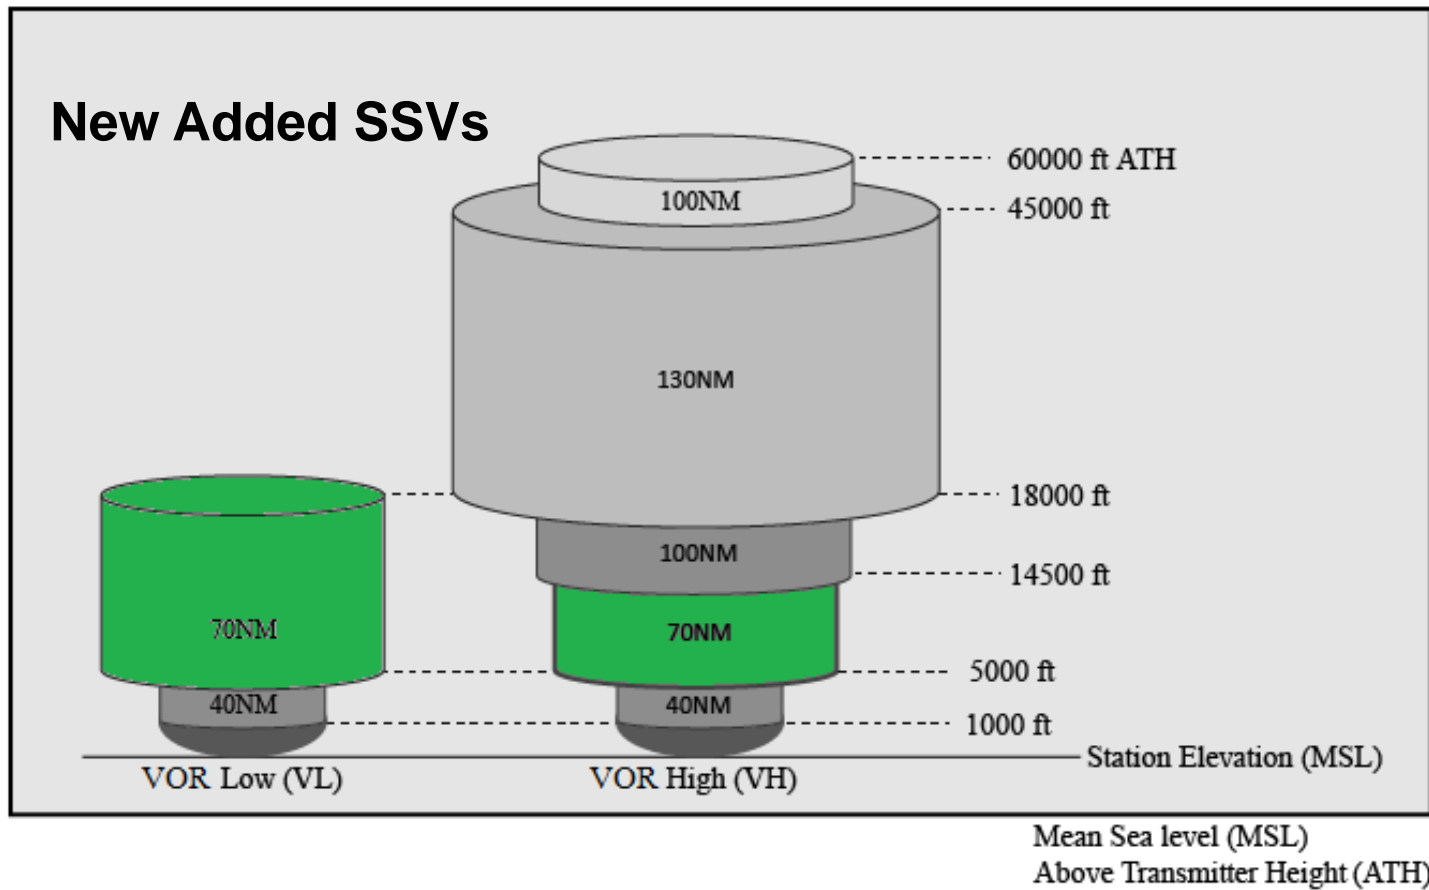 New Added SSVs
60000 ft ATH
100NM
45000 ft
130NM
18000 ft
100NM
14500 ft
70NM
70NM
5000 ft
40NM
40NM
1000 ft
Station Elevation (MSL)
VOR Low (VL)
VOR High (VH)
Mean Sea level (MSL)
Above Transmitter Height (ATH)